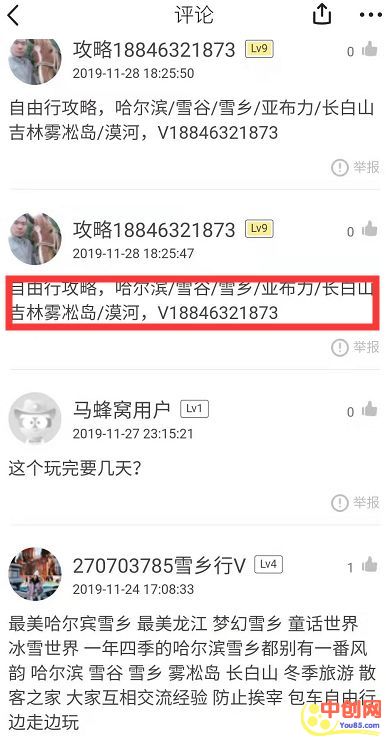 评论
攻略18846321873 Lv9
0
2019-11-28 18:25:50
自由行攻略，哈尔滨/雪谷/雪乡/亚布力/长白山
吉林雾凇岛/漠河，V18846321873
举报
攻略18846321873 Lv9
0
2019-11-28 18:25:47
自由行攻略，哈尔滨/雪谷/雪乡/亚布力/长白山
吉林雾凇岛/漠河，V18846321873
举报
马蜂窝用户 Lv1
0
2019-11-27 23:15:21
这个玩完要几天？
举报
270703785雪乡行V Lv4
1
2019-11-24 17:08:33
最美哈尔滨雪乡 最美龙江 梦幻雪乡 童话世界
冰雪世界 一年四季的哈尔滨雪乡都别有一番风
韵 哈尔滨 雪谷 雪乡 雾凇岛 长白山 冬季旅游 散
客之家 大家互相交流经验 防止挨宰 包车自由行
边走边玩
中创网
You85.com